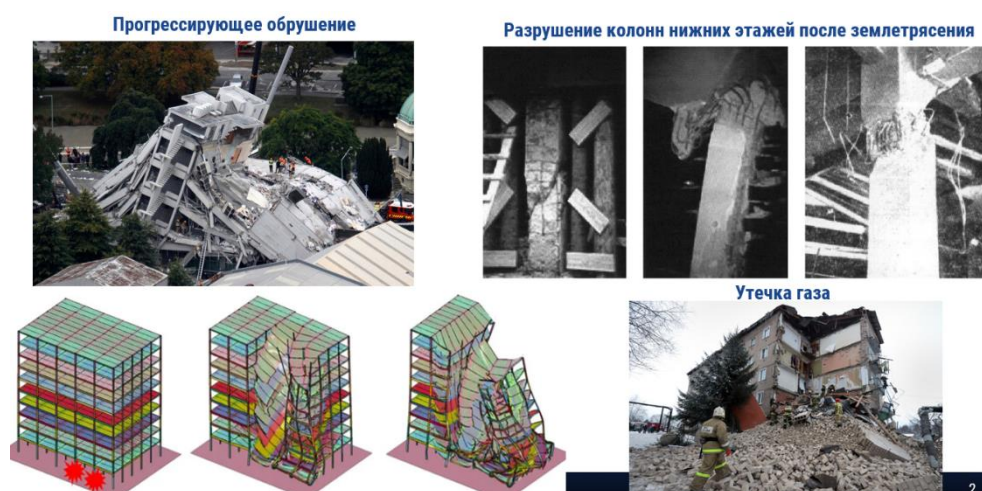 Прогрессирующее обрушение
Разрушение колонн нижних этажей после землетрясения
Утечка газа
2